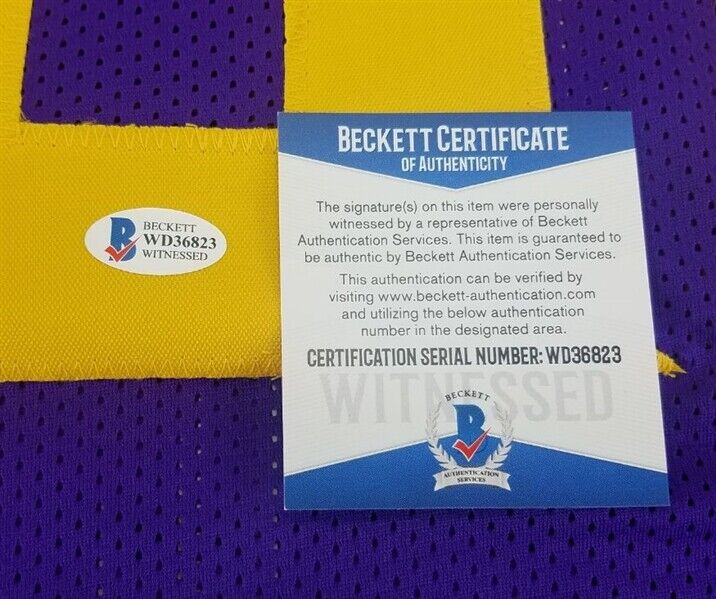 BECKETT
WD36823
WITNESSED
BECKETT CERTIFICATE
OF AUTHENTICITY
The signature(s) on this item were personally
witnessed by a representative of Beckett
Authentication Services. This item is guaranteed to
be authentic by Beckett Authentication Services.
This authentication can be verified by
visiting www.beckett-authentication.com
and utilizing the below authentication
number in the designated area.
CERTIFICATION SERIAL NUMBER: WD36823
WITNESSED
BECKETT
B
AUTHENTICATION
SERVICES